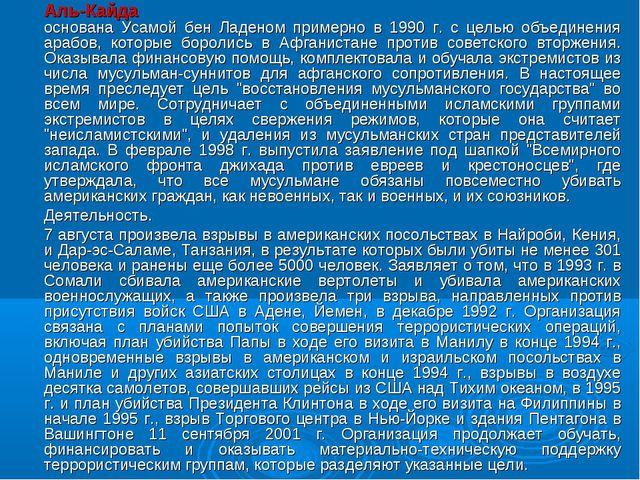 Аль-Кайда
основана Усамой бен Ладеном примерно в 1990 г. с целью объединения
арабов, которые боролись в Афганистане против советского вторжения.
Оказывала финансовую помощь, комплектовала и обучала экстремистов из
числа мусульман-суннитов для афганского сопротивления. В настоящее
время преследует цель "восстановления мусульманского государства" во
всем мире. Сотрудничает с объединенными исламскими группами
экстремистов в целях свержения режимов, которые она считает
"неисламистскими", и удаления из мусульманских стран представителей
запада. В феврале 1998 г. выпустила заявление под шапкой "Всемирного
исламского фронта джихада против евреев и крестоносцев", где
утверждала, что все мусульмане обязаны повсеместно убивать
американских граждан, как невоенных, так и военных, и их союзников.
Деятельность.
7 августа произвела взрывы в американских посольствах в Найроби, Кения,
и Дар-эс-Саламе, Танзания, в результате которых были убиты не менее 301
человека и ранены еще более 5000 человек. Заявляет о том, что в 1993 г. в
Сомали сбивала американские вертолеты и убивала американских
военнослужащих, а также произвела три взрыва, направленных против
присутствия войск США в Адене, Йемен, в декабре 1992 г. Организация
связана с планами попыток совершения террористических операций,
включая план убийства Папы в ходе его визита в Манилу в конце 1994 г.,
одновременные взрывы в американском и израильском посольствах в
Маниле и других азиатских столицах в конце 1994 г., взрывы в воздухе
десятка самолетов, совершавших рейсы из США над Тихим океаном, в 1995
г. и план убийства Президента Клинтона в ходе его визита на Филиппины в
начале 1995 г., взрыв Торгового центра в Нью-Йорке и здания Пентагона в
Вашингтоне 11 сентября 2001 г. Организация продолжает обучать,
финансировать и оказывать материально-техническую поддержку
террористическим группам, которые разделяют указанные цели.